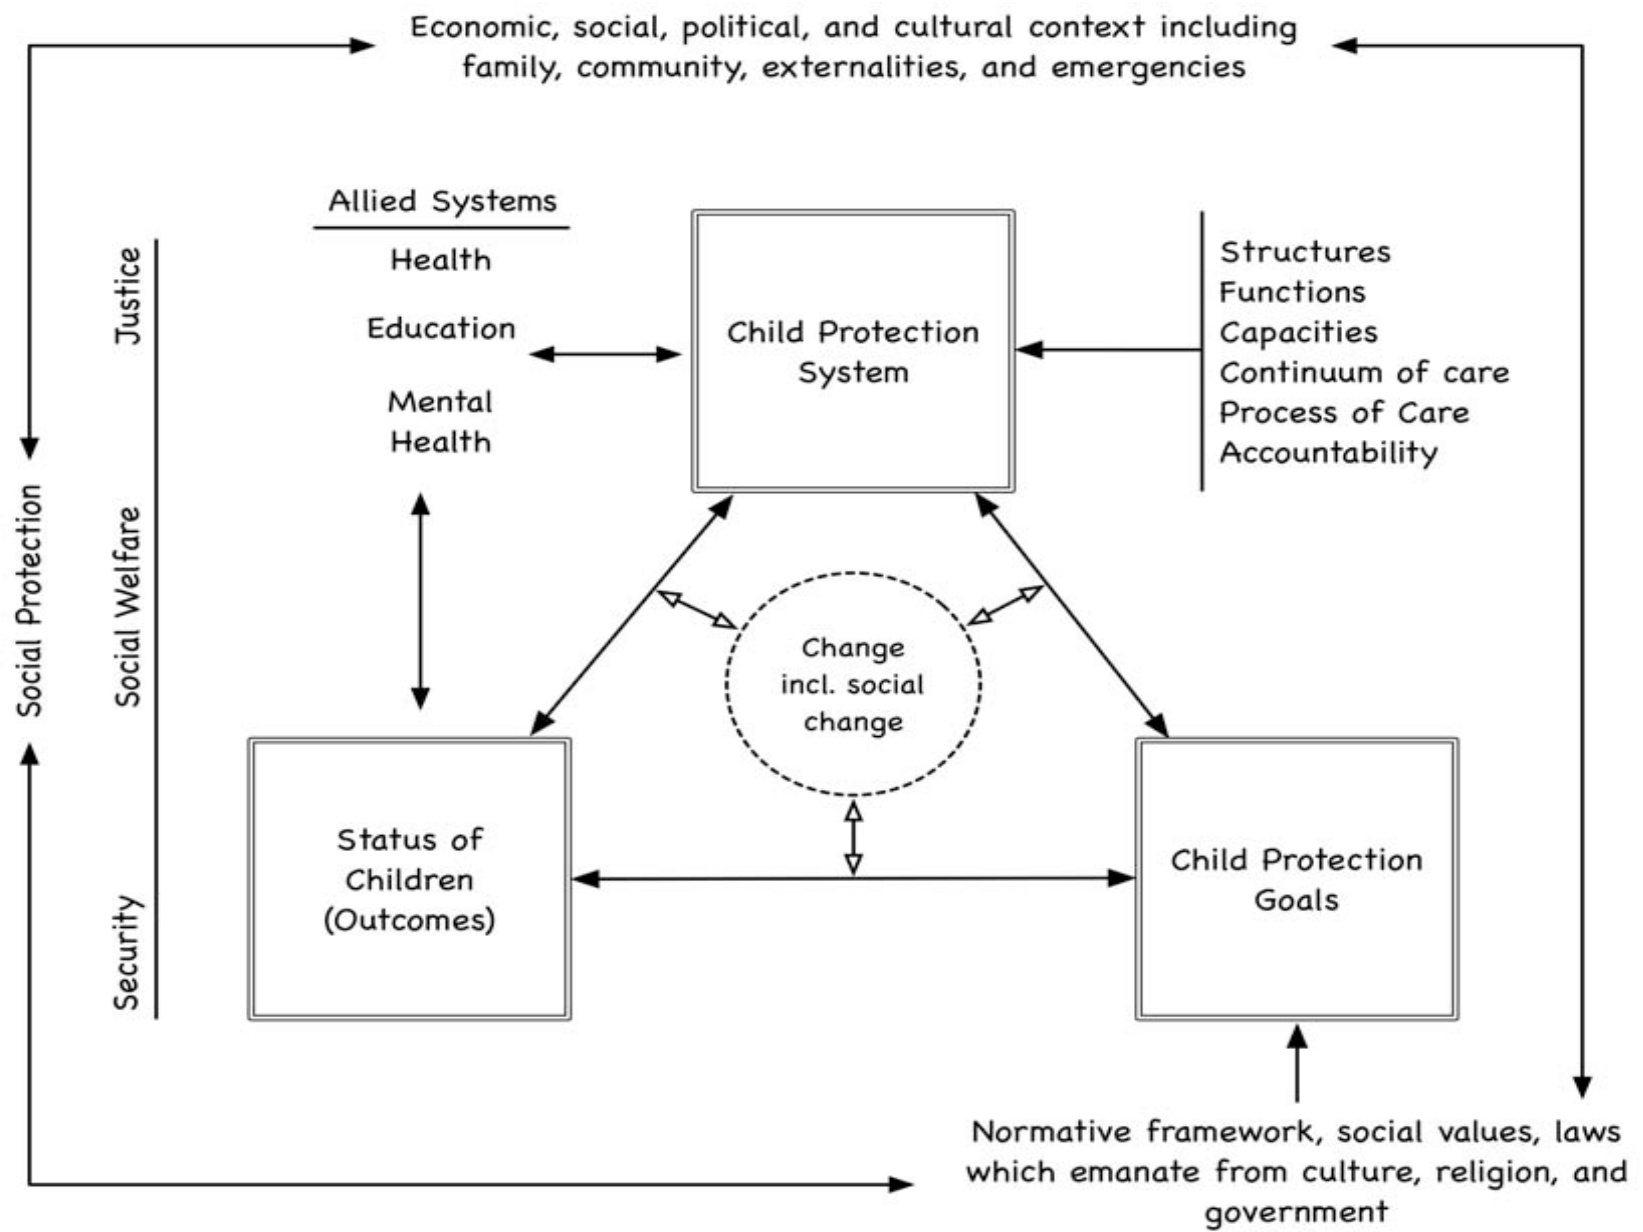 Economic, social, political, and cultural context including
family, community, externalities, and emergencies
Allied Systems
Health
Education
Mental
Health
Child Protection
System
Structures
Functions
Capacities
Continuum of care
Process of Care
Accountability
Justice
Social Welfare
Security
Social Protection
Change
incl. social
change
Status of
Children
(Outcomes)
Child Protection
Goals
Normative framework, social values, laws
which emanate from culture, religion, and
government